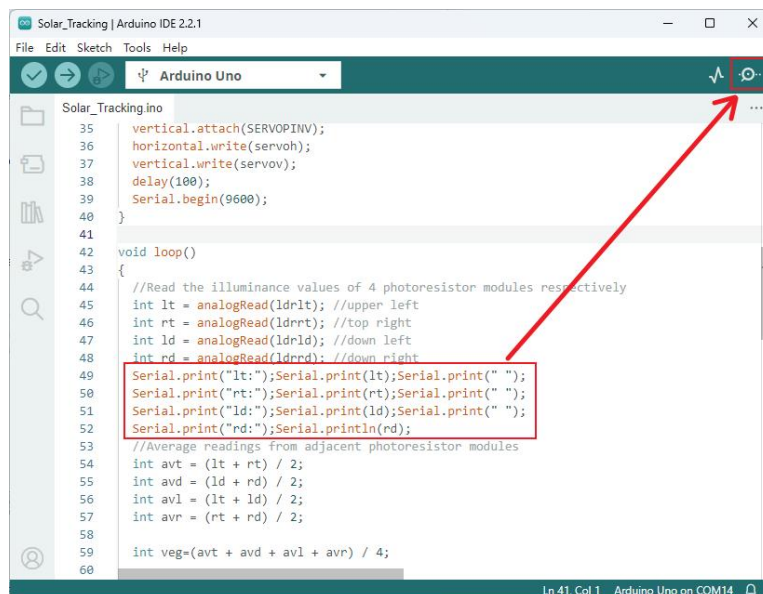 Solar_Tracking | Arduino IDE 2.2.1
File Edit Sketch Tools Help
Arduino Uno
Solar_Tracking.ino
35 vertical.attach(SERVOPINV);
36 horizontal.write(servoh);
37 vertical.write(servov);
38 delay(100);
39 Serial.begin(9600);
40 }
41
42 void loop()
43 {
44 //Read the illuminance values of 4 photoresistor modules respectively
45 int lt = analogRead(ldrlt); //upper left
46 int rt = analogRead(ldrrt); //top right
47 int ld = analogRead(ldrld); //down left
48 int rd = analogRead(ldrrd); //down right
49 Serial.print("lt:");Serial.print(lt);Serial.print(" ");
50 Serial.print("rt:");Serial.print(rt);Serial.print(" ");
51 Serial.print("ld:");Serial.print(ld);Serial.print(" ");
52 Serial.print("rd:");Serial.println(rd);
53 //Average readings from adjacent photoresistor modules
54 int avt = (lt + rt) / 2;
55 int avd = (ld + rd) / 2;
56 int avl = (lt + ld) / 2;
57 int avr = (rt + rd) / 2;
58
59 int veg=(avt + avd + avl + avr) / 4;
60
Ln 41, Col 1 Arduino Uno on COM14